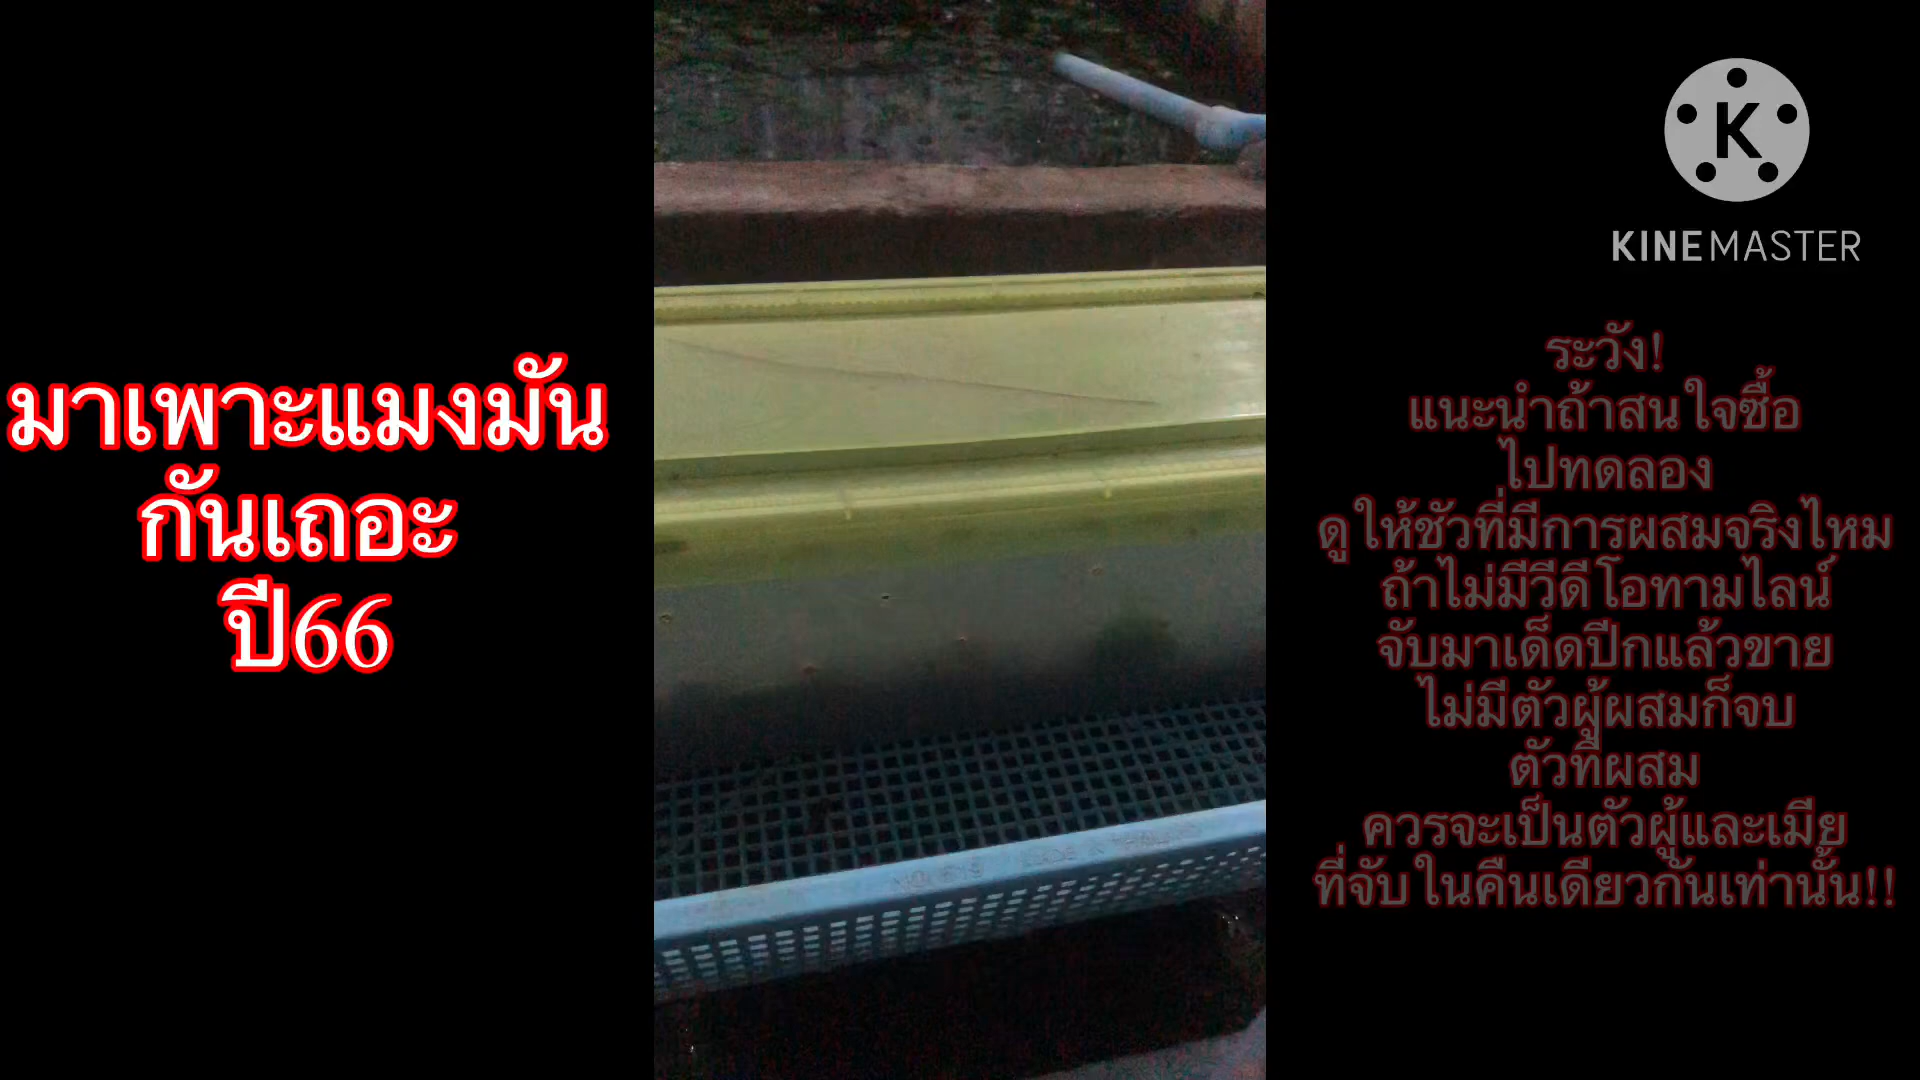 มาเพาะแมงมัน
กันเถอะ
ปี66
KINEMASTER
ระวัง!
แนะนำถ้าสนใจซื้อ
ไปทดลอง
ดูให้ชัวที่มีการผสมจริงไหม
ถ้าไม่มีวีดีโอทามไลน์
จับมาเด็ดปีกแล้วขาย
ไม่มีตัวผู้ผสมก็จบ
ตัวที่ผสม
ควรจะเป็นตัวผู้และเมีย
ที่จับในคืนเดียวกันเท่านั้น!!